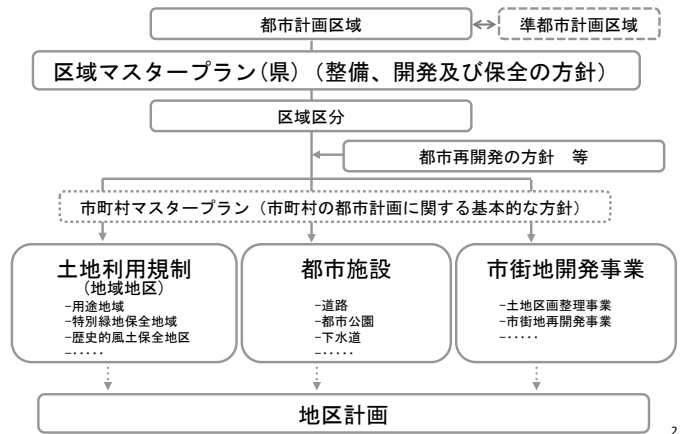 都市計画区域
準都市計画区域
区域マスタープラン(県)(整備、開発及び保全の方針)
区域区分
都市再開発の方針 等
市町村マスタープラン(市町村の都市計画に関する基本的な方針)
土地利用規制
(地域地区)
-用途地域
-特別緑地保全地域
-歴史的風土保全地区
-・・・・・
都市施設
-道路
-都市公園
-下水道
-・・・・・
市街地開発事業
-土地区画整理事業
-市街地再開発事業
-・・・・・
地区計画
2